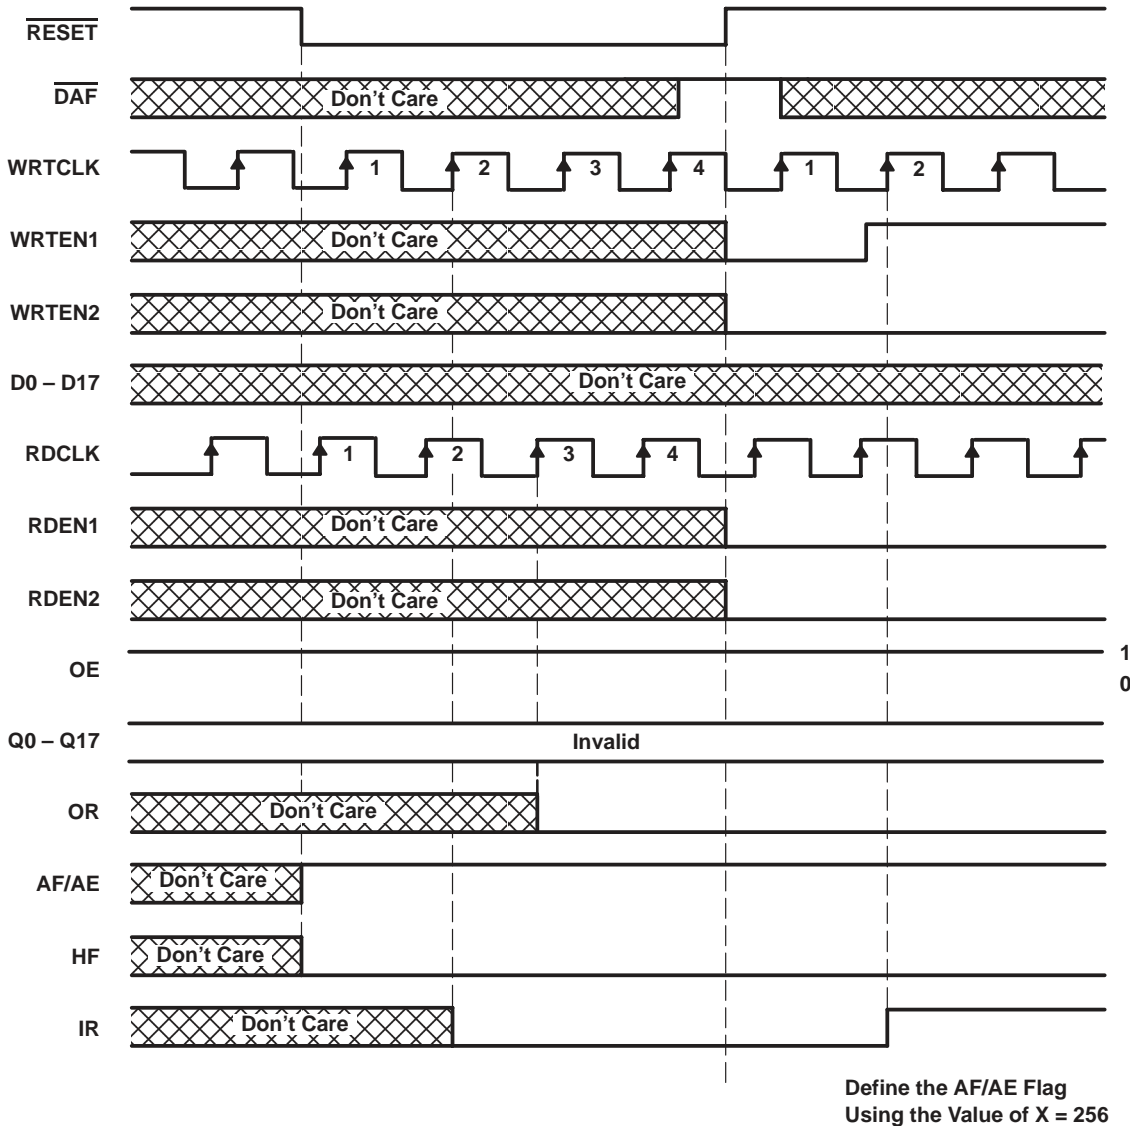 RESET
DAF Don't Care
WRTCLK 1 2 3 4 1 2
WRTEN1 Don't Care
WRTEN2 Don't Care
D0 – D17 Don't Care
RDCLK 1 2 3 4
RDEN1 Don't Care
RDEN2 Don't Care
OE 1
0
Q0 – Q17 Invalid
OR Don't Care
AF/AE Don't Care
HF Don't Care
IR Don't Care
Define the AF/AE Flag
Using the Value of X = 256